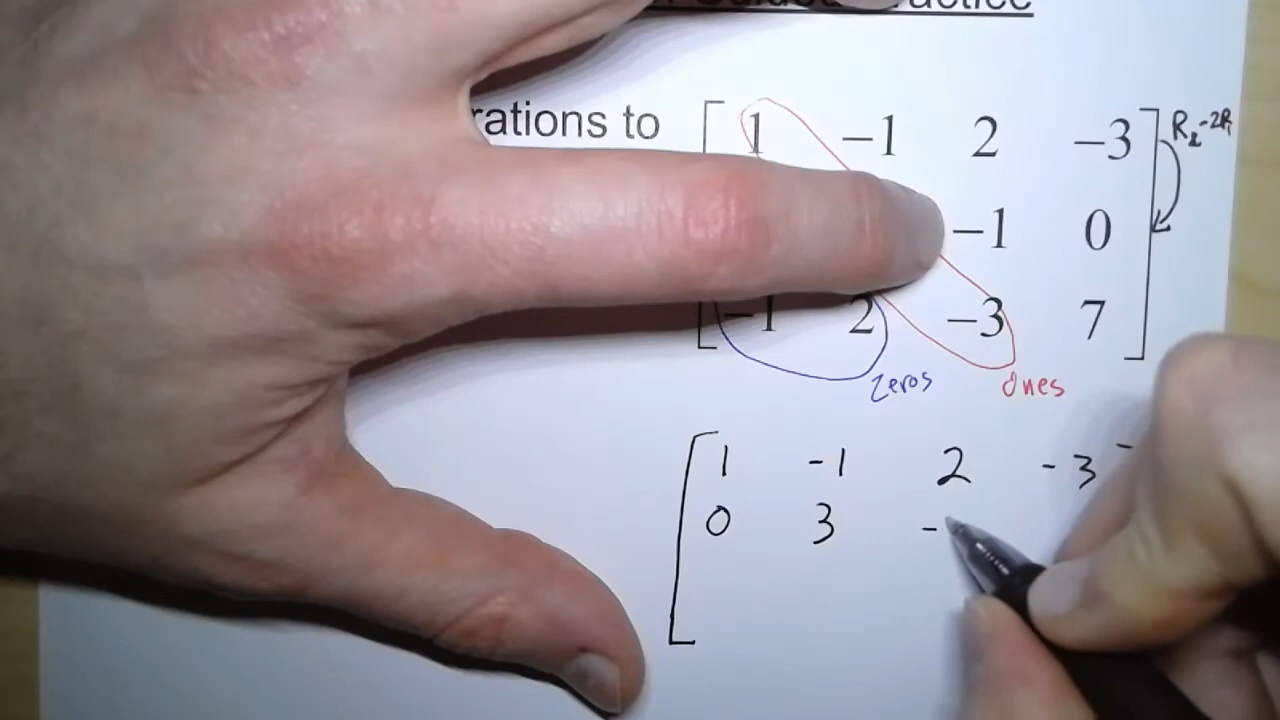 rations to
1 -1 2 -3 R₂-2R₁
-1 0
-1 2 -3 7
zeros ones
1 -1 2 -3
0 3 -